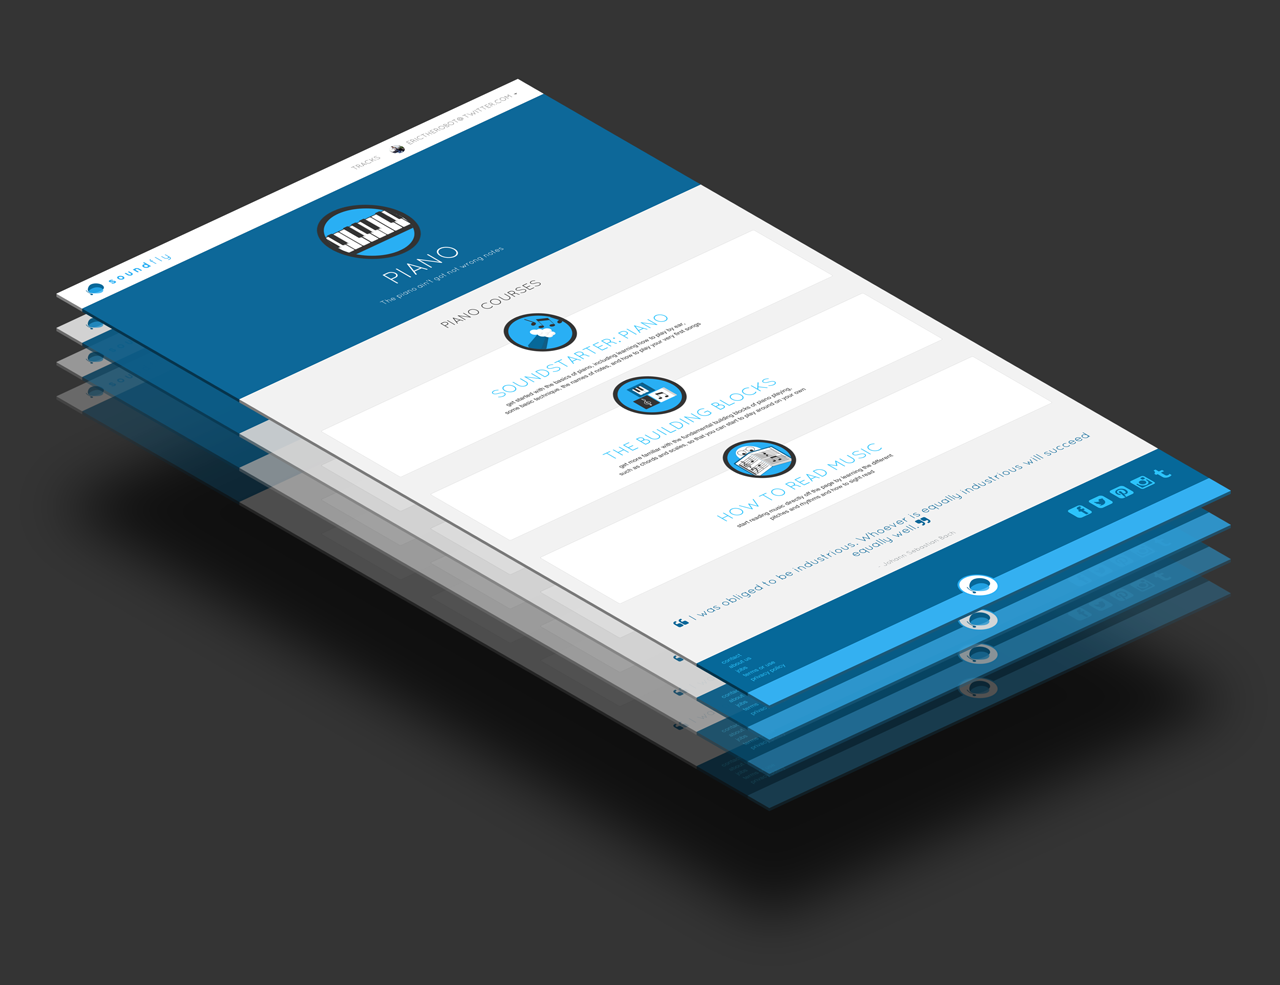 soundfly
TRACKS
ERICTHEROBOT@TWITTER.COM
PIANO
The piano ain't got not wrong notes
PIANO COURSES
SOUNDSTARTER: PIANO
get started with the basics of piano, including learning how to play by ear,
some basic technique, the names of notes, and how to play your very first songs
THE BUILDING BLOCKS
get more familiar with the fundamental building blocks of piano playing,
such as chords and scales, so that you can start to play around on your own
HOW TO READ MUSIC
start reading music directly off the page by learning the different
pitches and rhythms and how to sight read
❝ I was obliged to be industrious. Whoever is equally industrious will succeed
equally well. ❞
Johann Sebastian Bach
contact
about us
jobs
terms or use
privacy policy